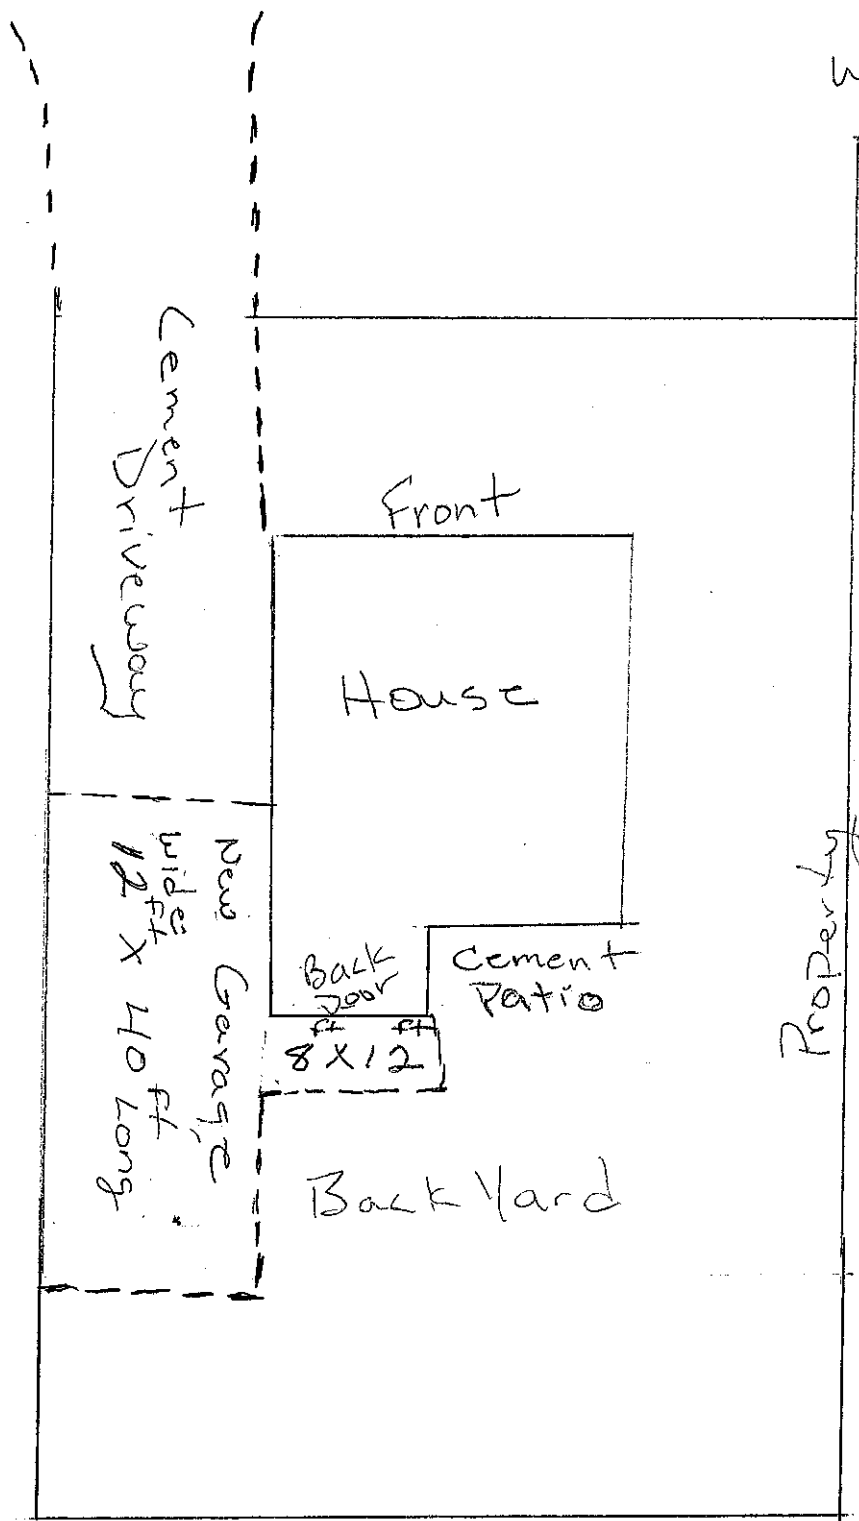 Cement
Driveway
Front
House
New Garage
wide
12 ft X 40 ft Long
Back
Door
Cement
Patio
ft ft
8 X 12
Back Yard
Property